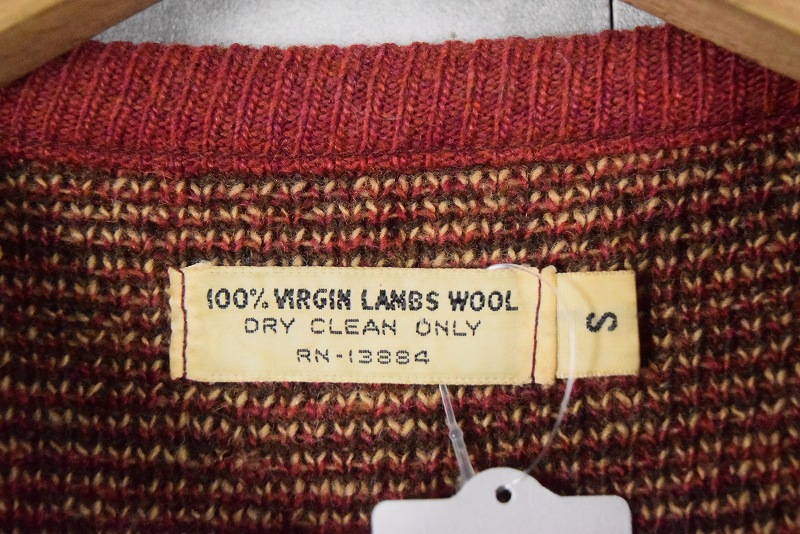 100% VIRGIN LAMBS WOOL
DRY CLEAN ONLY
RN-13884
S